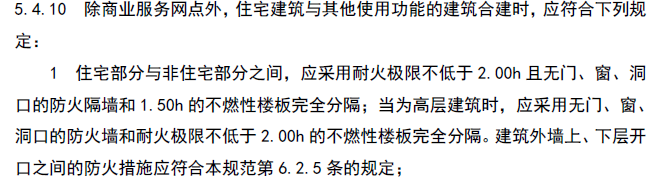 5.4.10 除商业服务网点外，住宅建筑与其他使用功能的建筑合建时，应符合下列规
定：
1 住宅部分与非住宅部分之间，应采用耐火极限不低于 2.00h 且无门、窗、洞
口的防火隔墙和 1.50h 的不燃性楼板完全分隔；当为高层建筑时，应采用无门、窗、
洞口的防火墙和耐火极限不低于 2.00h 的不燃性楼板完全分隔。建筑外墙上、下层开
口之间的防火措施应符合本规范第 6.2.5 条的规定；